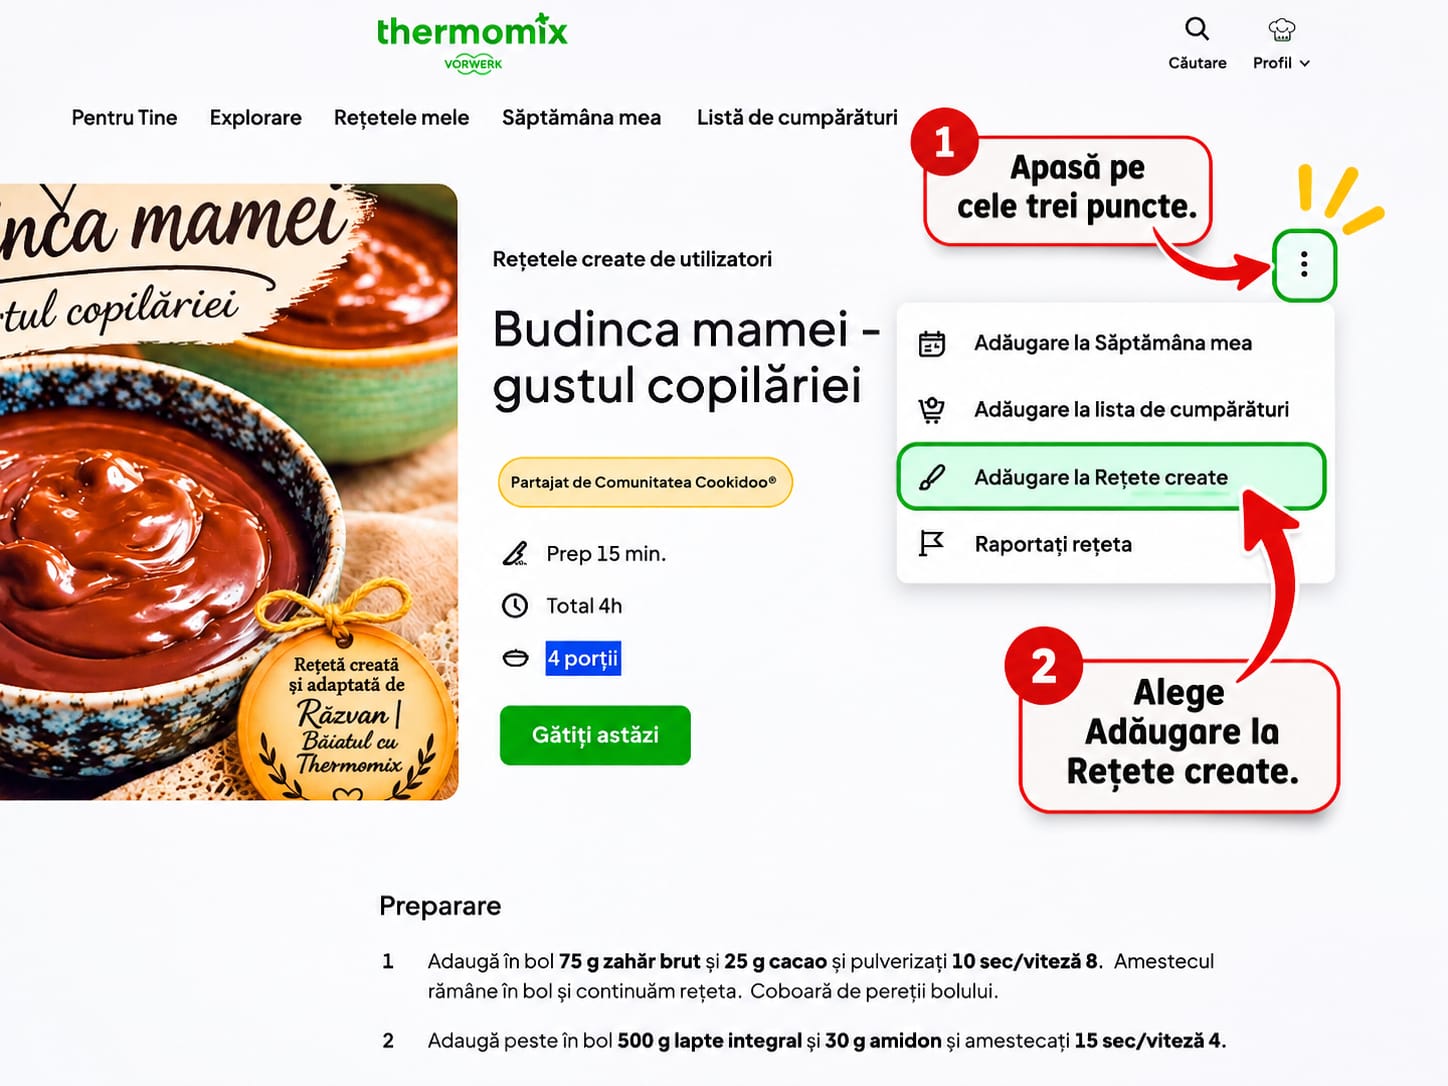 thermomix
VORWERK
Căutare
Profil
Pentru Tine
Explorare
Rețetele mele
Săptămâna mea
Listă de cumpărături
1
Apasă pe
cele trei puncte.
mamei
copilăriei
Rețetă creată
și adaptată de
Răzvan |
Băiatul cu
Thermomix
Rețetele create de utilizatori
Budinca mamei -
gustul copilăriei
Partajat de Comunitatea Cookidoo®
Prep 15 min.
Total 4h
4 porții
Gătiți astăzi
Adăugare la Săptămâna mea
Adăugare la lista de cumpărături
Adăugare la Rețete create
Raportați rețeta
2
Alege
Adăugare la
Rețete create.
Preparare
1 Adaugă în bol 75 g zahăr brut și 25 g cacao și pulverizați 10 sec/viteză 8. Amestecul
rămâne în bol și continuăm rețeta. Coboară de pereții bolului.
2 Adaugă peste în bol 500 g lapte integral și 30 g amidon și amestecați 15 sec/viteză 4.